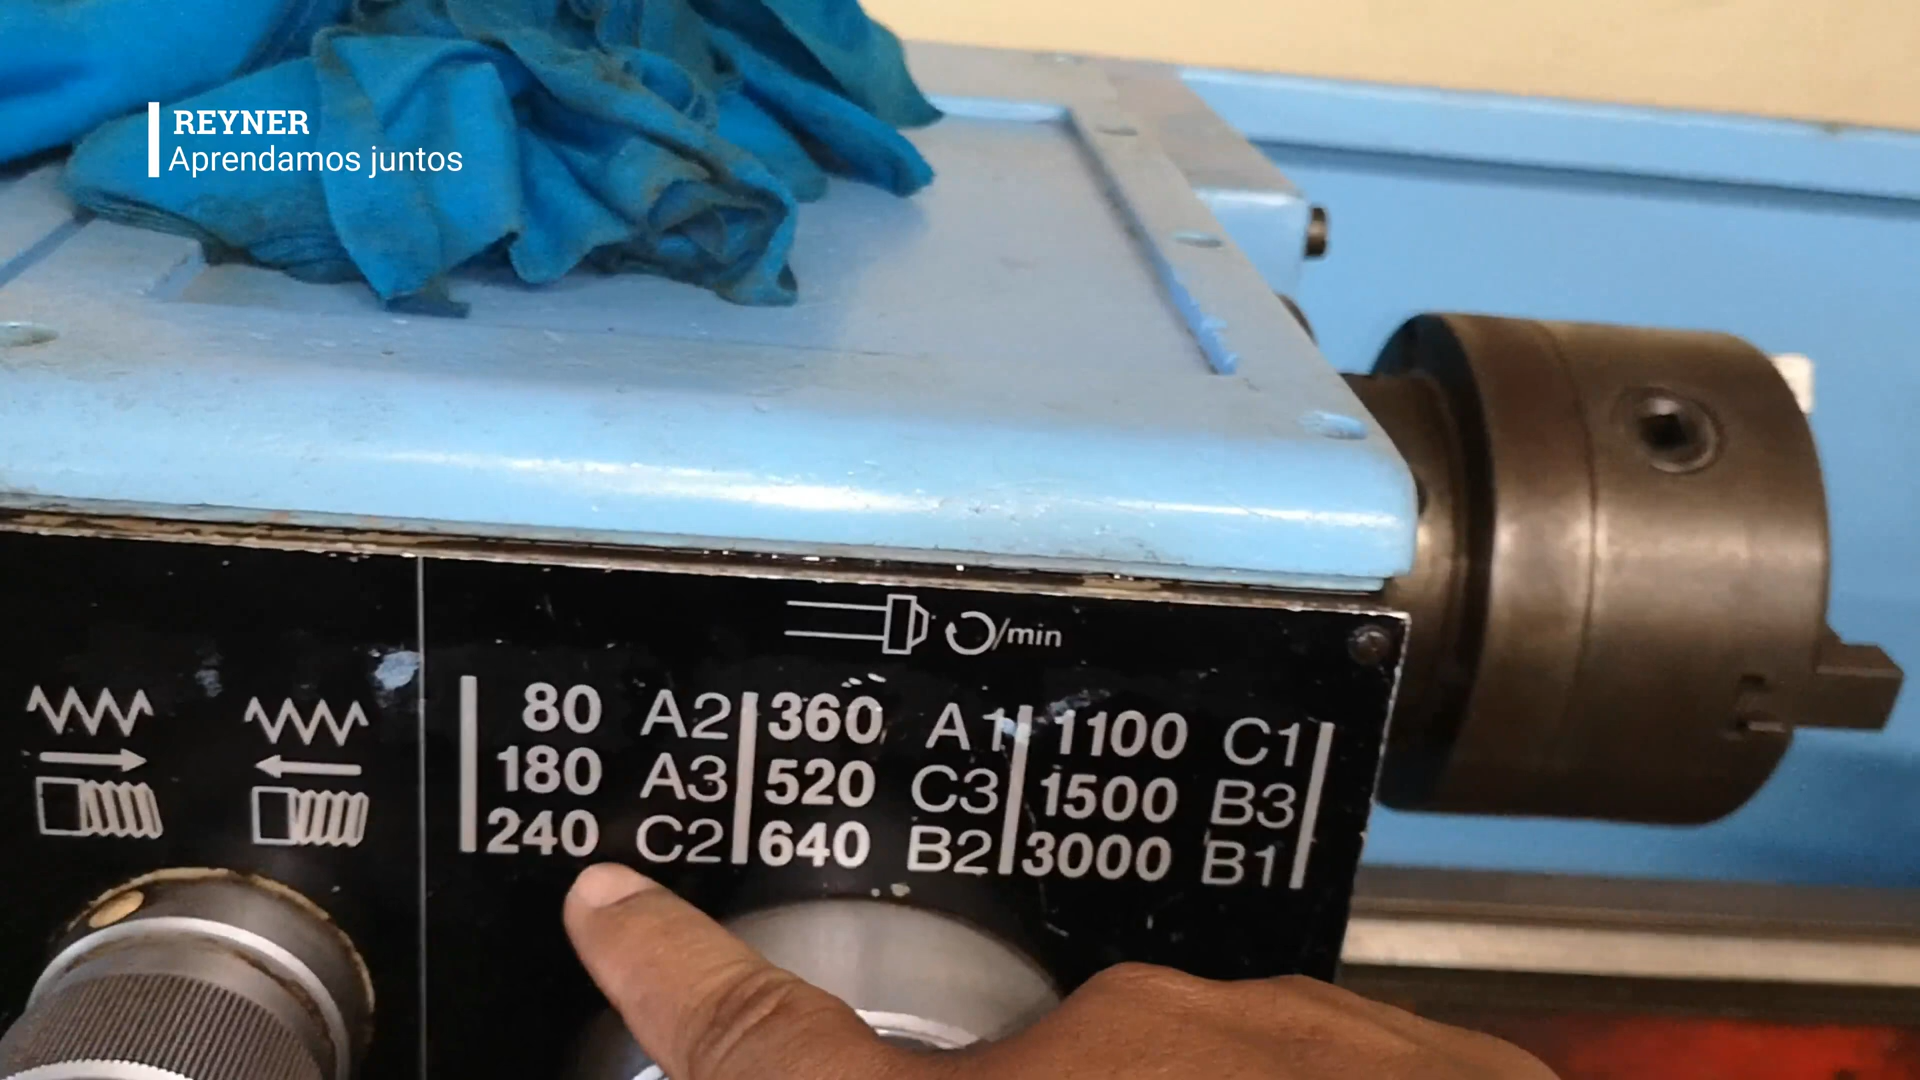 REYNER
Aprendamos juntos
/min
80 A2 360 A1 1100 C1
180 A3 520 C3 1500 B3
240 C2 640 B2 3000 B1